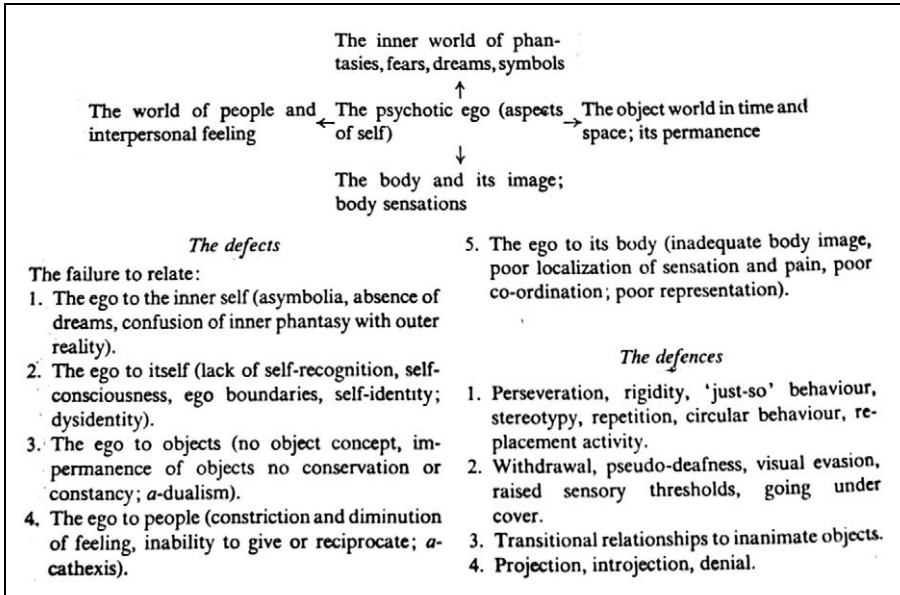 The inner world of phan-
tasies, fears, dreams, symbols
↑
The world of people and ← The psychotic ego (aspects → The object world in time and
interpersonal feeling of self) space; its permanence
↓
The body and its image;
body sensations
The defects
The failure to relate:
1. The ego to the inner self (asymbolia, absence of
dreams, confusion of inner phantasy with outer
reality).
2. The ego to itself (lack of self-recognition, self-
consciousness, ego boundaries, self-identity;
dysidentity).
3. The ego to objects (no object concept, im-
permanence of objects no conservation or
constancy; a-dualism).
4. The ego to people (constriction and diminution
of feeling, inability to give or reciprocate; a-
cathexis).
5. The ego to its body (inadequate body image,
poor localization of sensation and pain, poor
co-ordination; poor representation).
The defences
1. Perseveration, rigidity, 'just-so' behaviour,
stereotypy, repetition, circular behaviour, re-
placement activity.
2. Withdrawal, pseudo-deafness, visual evasion,
raised sensory thresholds, going under
cover.
3. Transitional relationships to inanimate objects.
4. Projection, introjection, denial.